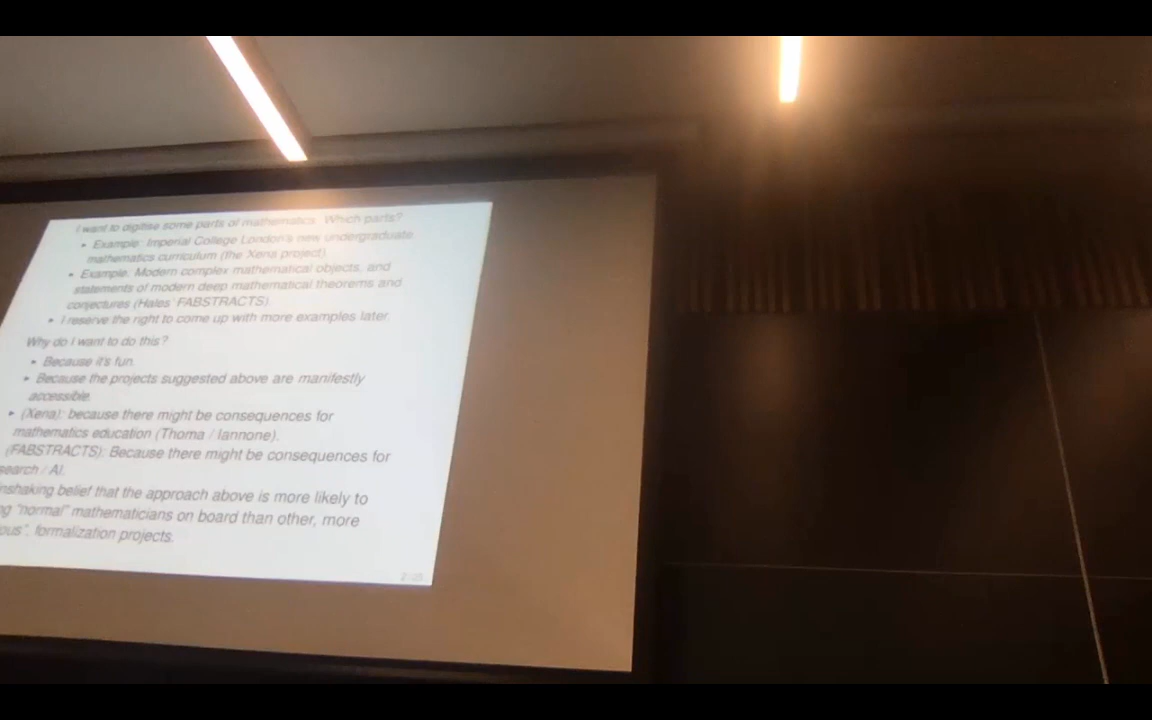 I want to digitise some parts of mathematics. Which parts?
▸ Example: Imperial College London's new undergraduate
mathematics curriculum (the Xena project).
▸ Example: Modern complex mathematical objects, and
statements of modern deep mathematical theorems and
conjectures (Hales' FABSTRACTS).
▸ I reserve the right to come up with more examples later.
Why do I want to do this?
▸ Because it's fun.
▸ Because the projects suggested above are manifestly
accessible.
▸ (Xena): because there might be consequences for
mathematics education (Thoma / Iannone).
(FABSTRACTS): Because there might be consequences for
search / AI.
nshaking belief that the approach above is more likely to
g "normal" mathematicians on board than other, more
ous", formalization projects.